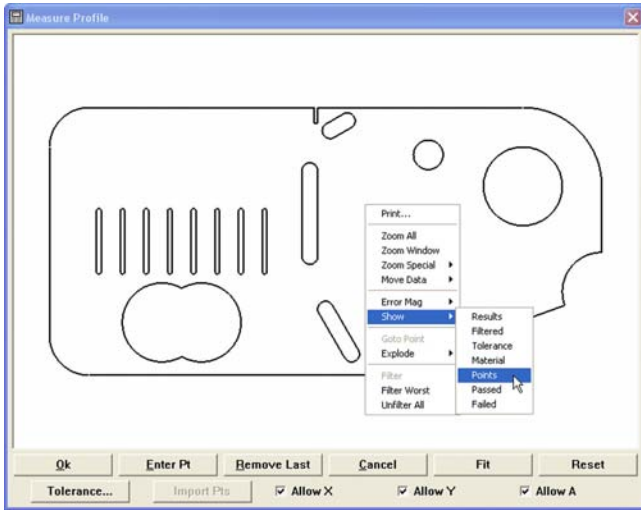 Measure Profile
Print...
Zoom All
Zoom Window
Zoom Special
Move Data
Error Mag
Show
Goto Point
Explode
Filter
Filter Worst
Unfilter All
Results
Filtered
Tolerance
Material
Points
Passed
Failed
Ok Enter Pt Remove Last Cancel Fit Reset
Tolerance... Import Pts Allow X Allow Y Allow A